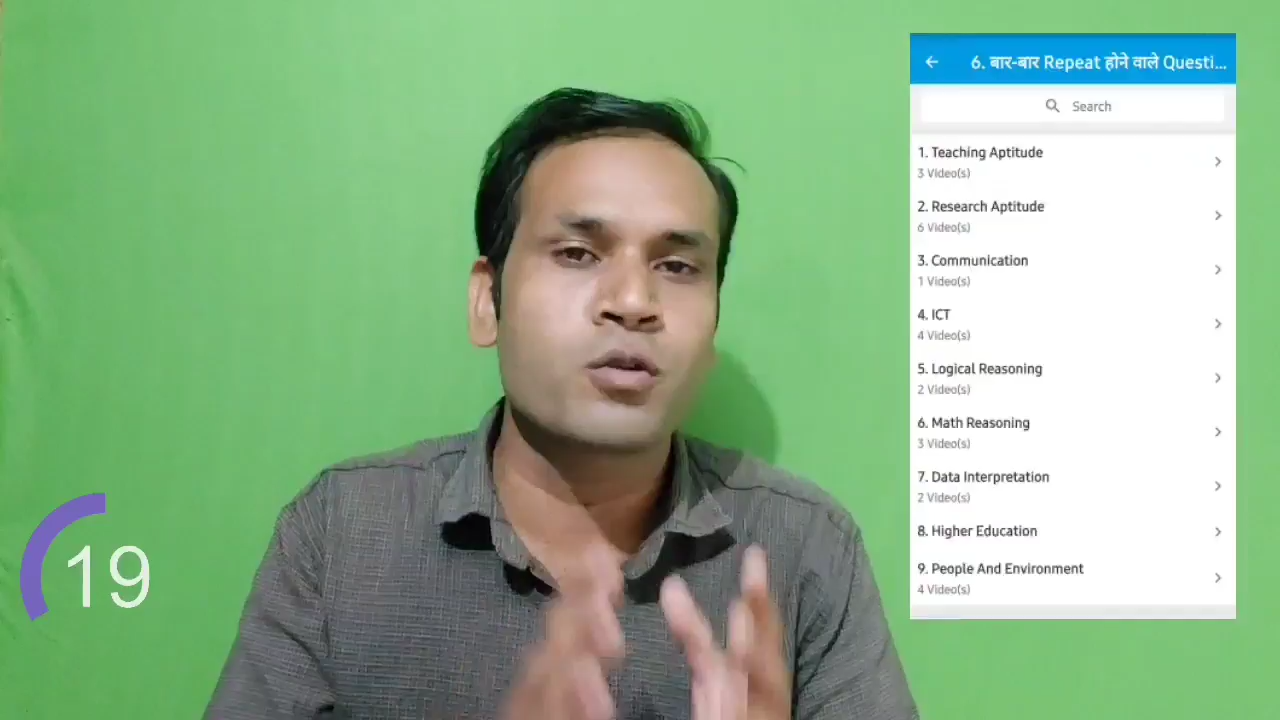 6. बार-बार Repeat होने वाले Questi...
Search
1. Teaching Aptitude
3 Video(s)
2. Research Aptitude
6 Video(s)
3. Communication
1 Video(s)
4. ICT
4 Video(s)
5. Logical Reasoning
2 Video(s)
6. Math Reasoning
3 Video(s)
7. Data Interpretation
2 Video(s)
8. Higher Education
9. People And Environment
4 Video(s)
19